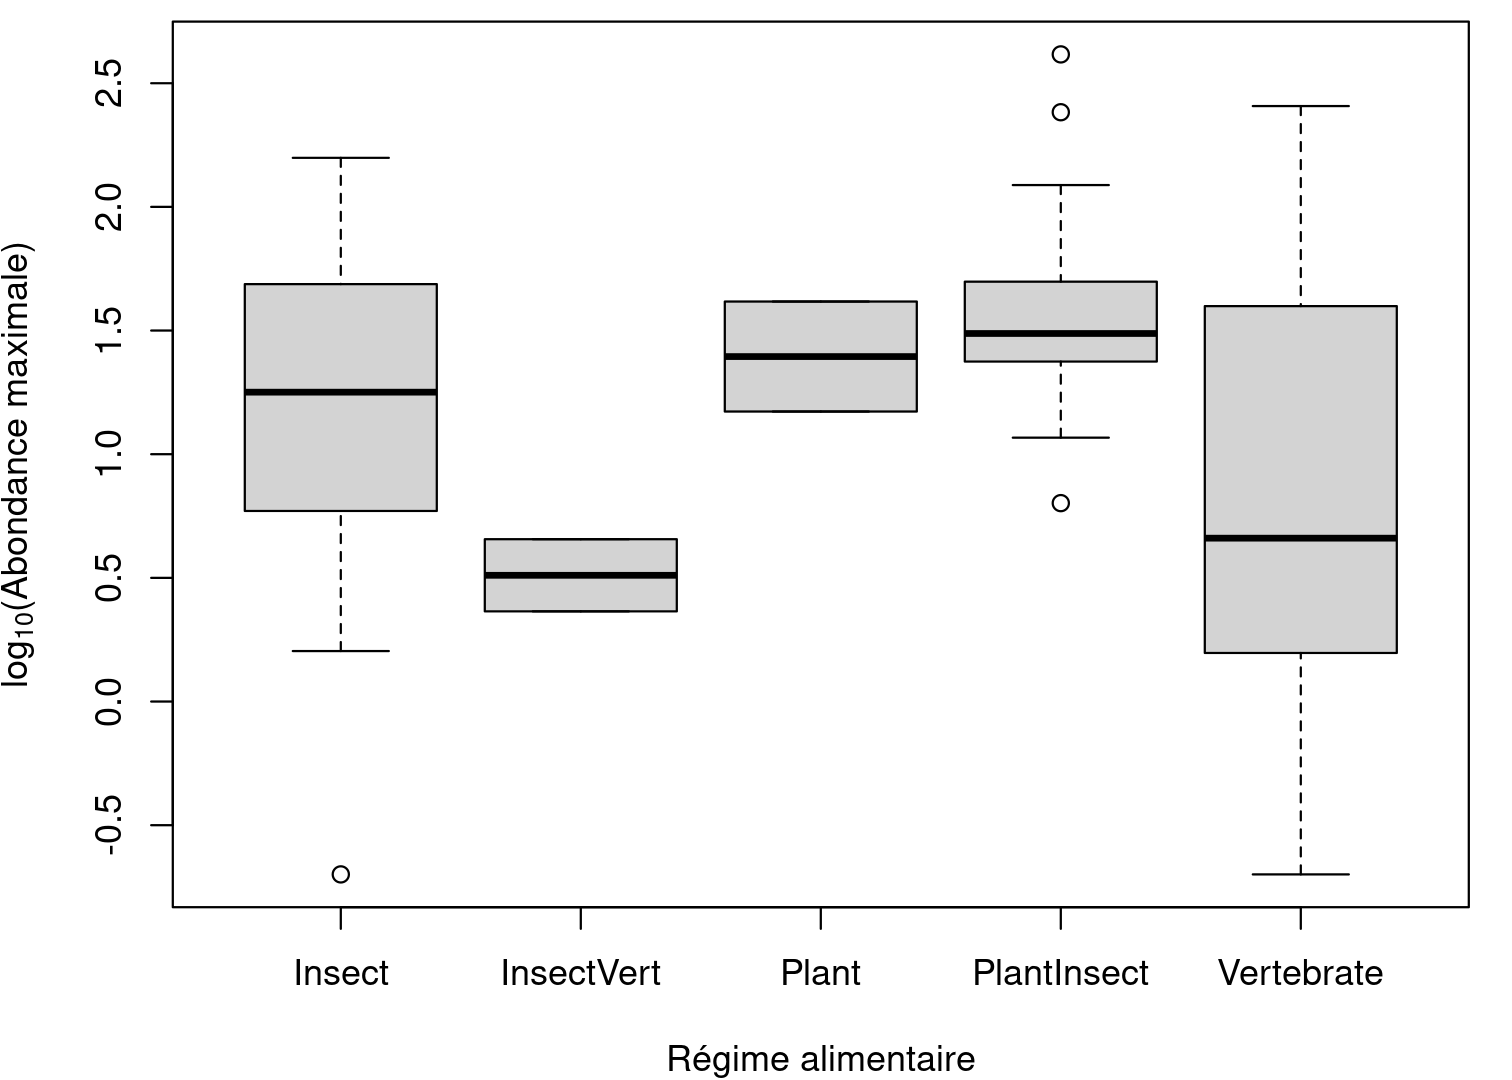 log₁₀(Abondance maximale)
2.5
2.0
1.5
1.0
0.5
0.0
-0.5
Insect InsectVert Plant PlantInsect Vertebrate
Régime alimentaire